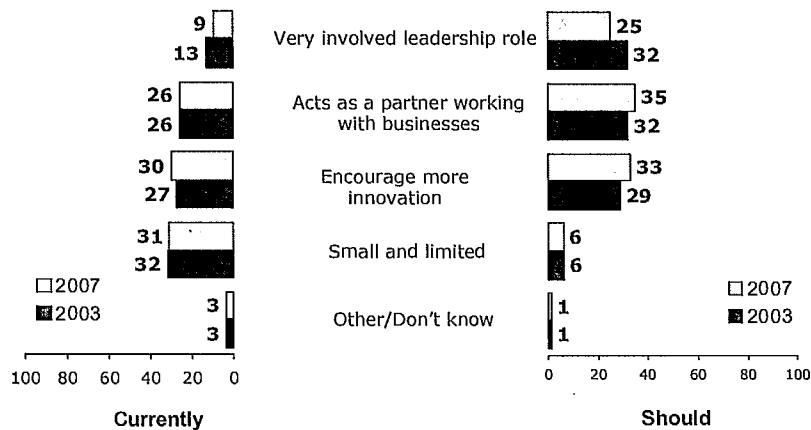 9 Very involved leadership role 25
13 32
26 Acts as a partner working 35
26 with businesses 32
30 Encourage more 33
27 innovation 29
31 Small and limited 6
32 6
2007 2007
2003 2003
3 Other/Don't know 1
3 1
100 80 60 40 20 0 0 20 40 60 80 100
Currently Should